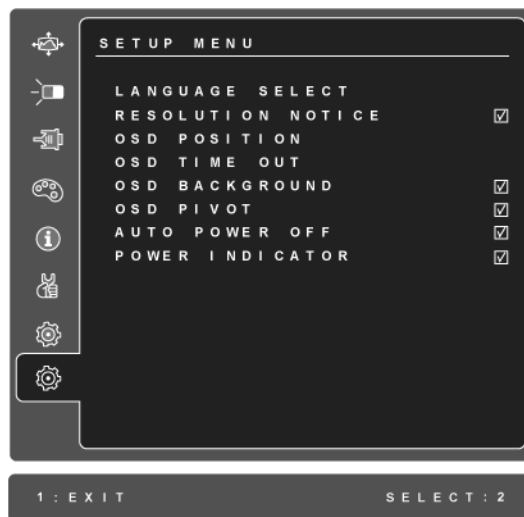 SETUP MENU
LANGUAGE SELECT
RESOLUTION NOTICE
OSD POSITION
OSD TIME OUT
OSD BACKGROUND
OSD PIVOT
AUTO POWER OFF
POWER INDICATOR
1:EXIT SELECT:2